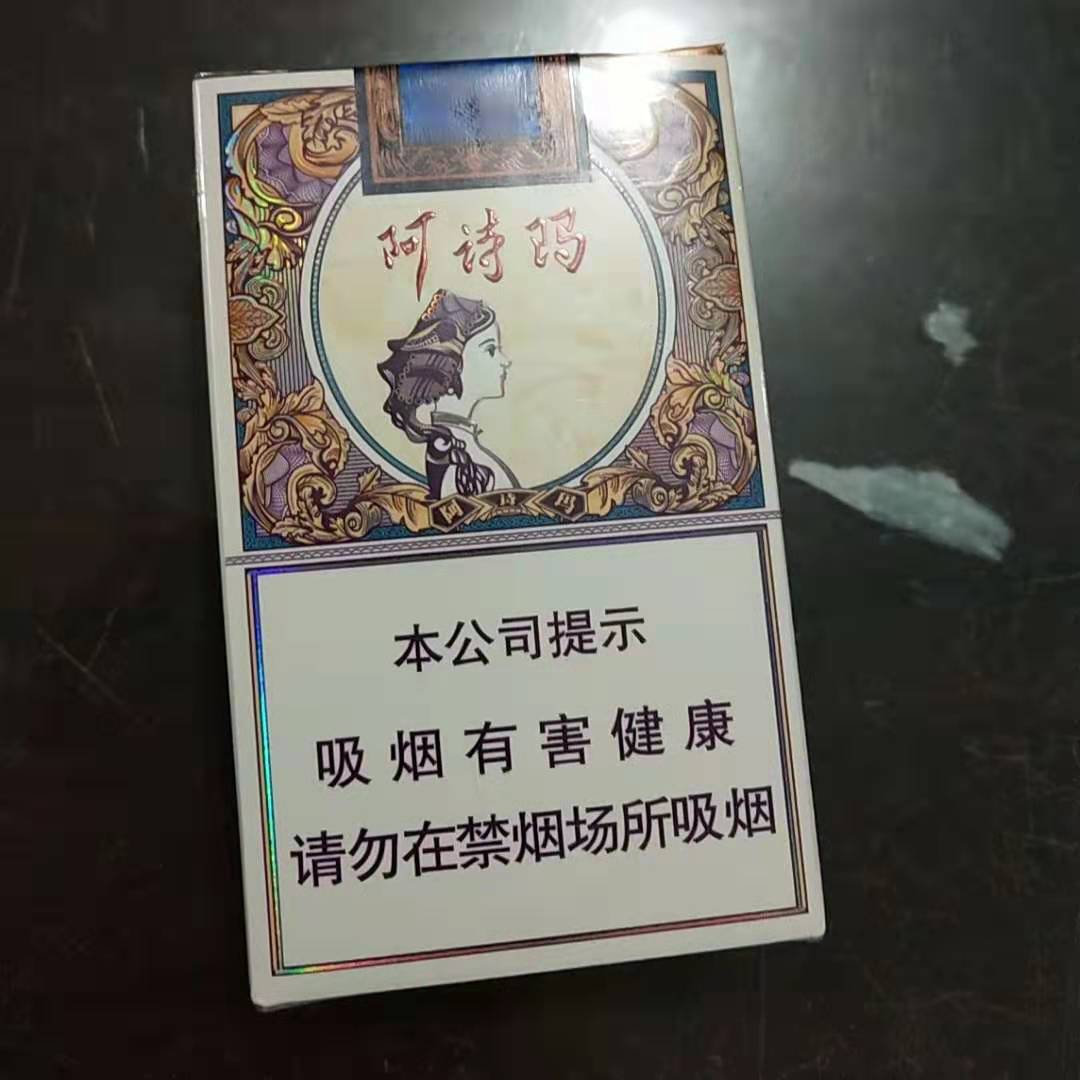 阿诗玛
阿诗玛
本公司提示
吸烟有害健康
请勿在禁烟场所吸烟